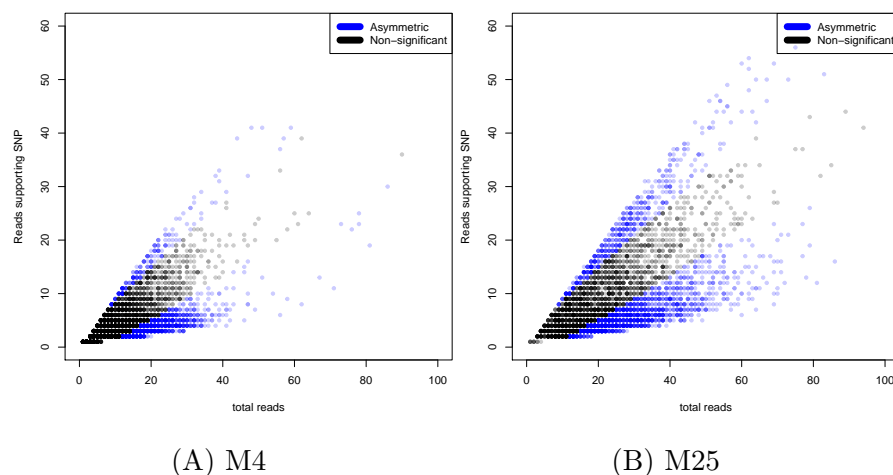 Asymmetric
Non-significant
Reads supporting SNP
60
50
40
30
20
10
0
0 20 40 60 80 100
total reads
(A) M4
Asymmetric
Non-significant
Reads supporting SNP
60
50
40
30
20
10
0
0 20 40 60 80 100
total reads
(B) M25